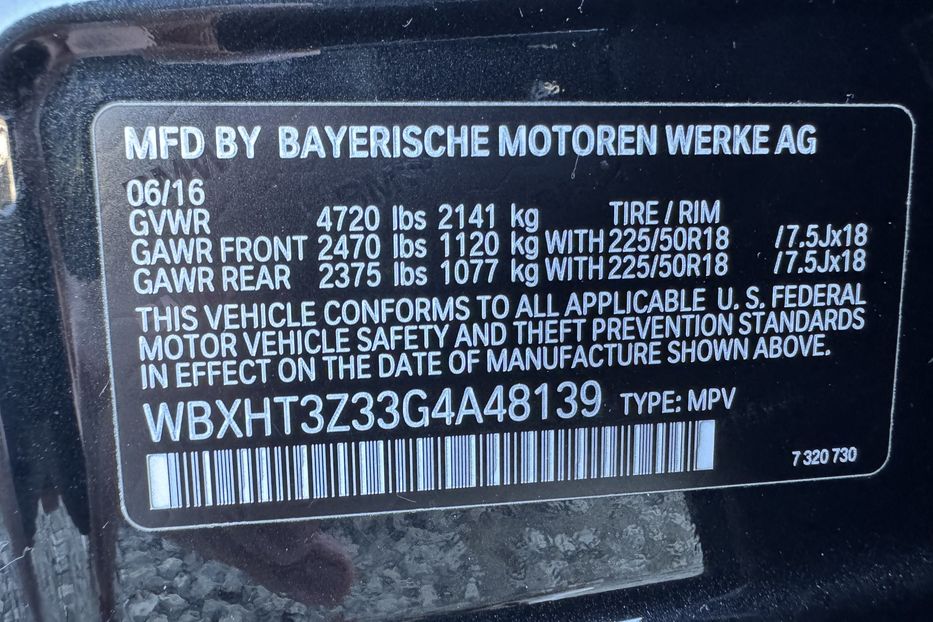 MFD BY BAYERISCHE MOTOREN WERKE AG
06/16
GVWR 4720 lbs 2141 kg TIRE / RIM
GAWR FRONT 2470 lbs 1120 kg WITH 225/50R18 /7.5Jx18
GAWR REAR 2375 lbs 1077 kg WITH 225/50R18 /7.5Jx18
THIS VEHICLE CONFORMS TO ALL APPLICABLE U. S. FEDERAL
MOTOR VEHICLE SAFETY AND THEFT PREVENTION STANDARDS
IN EFFECT ON THE DATE OF MANUFACTURE SHOWN ABOVE.
WBXHT3Z33G4A48139 TYPE: MPV
7 320 730